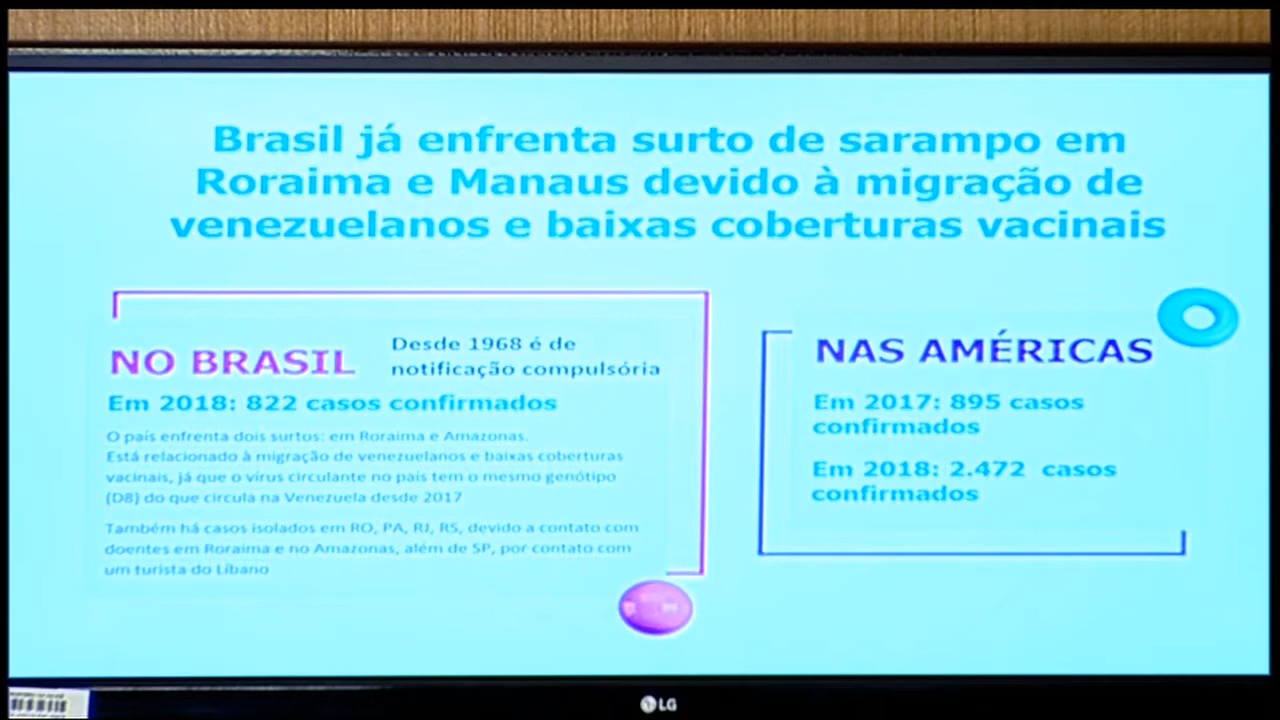 Brasil já enfrenta surto de sarampo em
Roraima e Manaus devido à migração de
venezuelanos e baixas coberturas vacinais
NO BRASIL
Desde 1968 é de
notificação compulsória
Em 2018: 822 casos confirmados
O país enfrenta dois surtos: em Roraima e Amazonas.
Está relacionado à migração de venezuelanos e baixas coberturas
vacinais, já que o vírus circulante no país tem o mesmo genótipo
(D8) do que circula na Venezuela desde 2017
Também há casos isolados em RO, PA, RJ, RS, devido a contato com
doentes em Roraima e no Amazonas, além de SP, por contato com
um turista do Líbano
NAS AMÉRICAS
Em 2017: 895 casos
confirmados
Em 2018: 2.472 casos
confirmados
LG